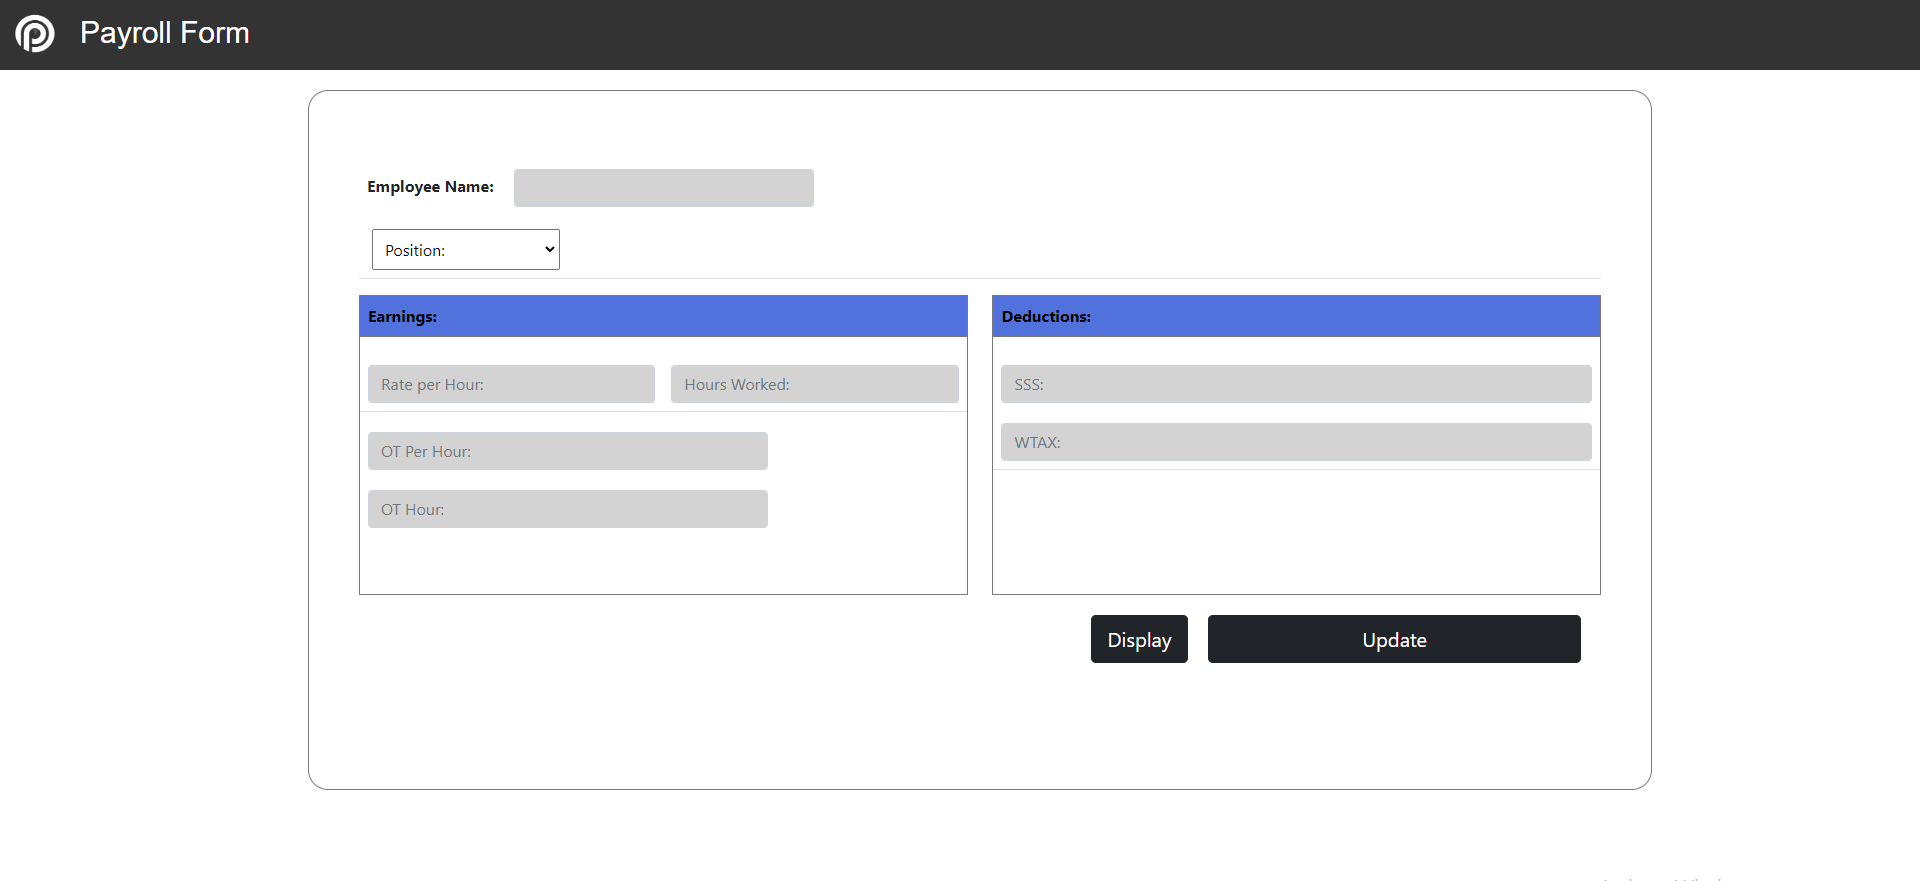 Payroll Form
Employee Name:
Position:
Earnings:
Rate per Hour: Hours Worked:
OT Per Hour:
OT Hour:
Deductions:
SSS:
WTAX:
Display Update